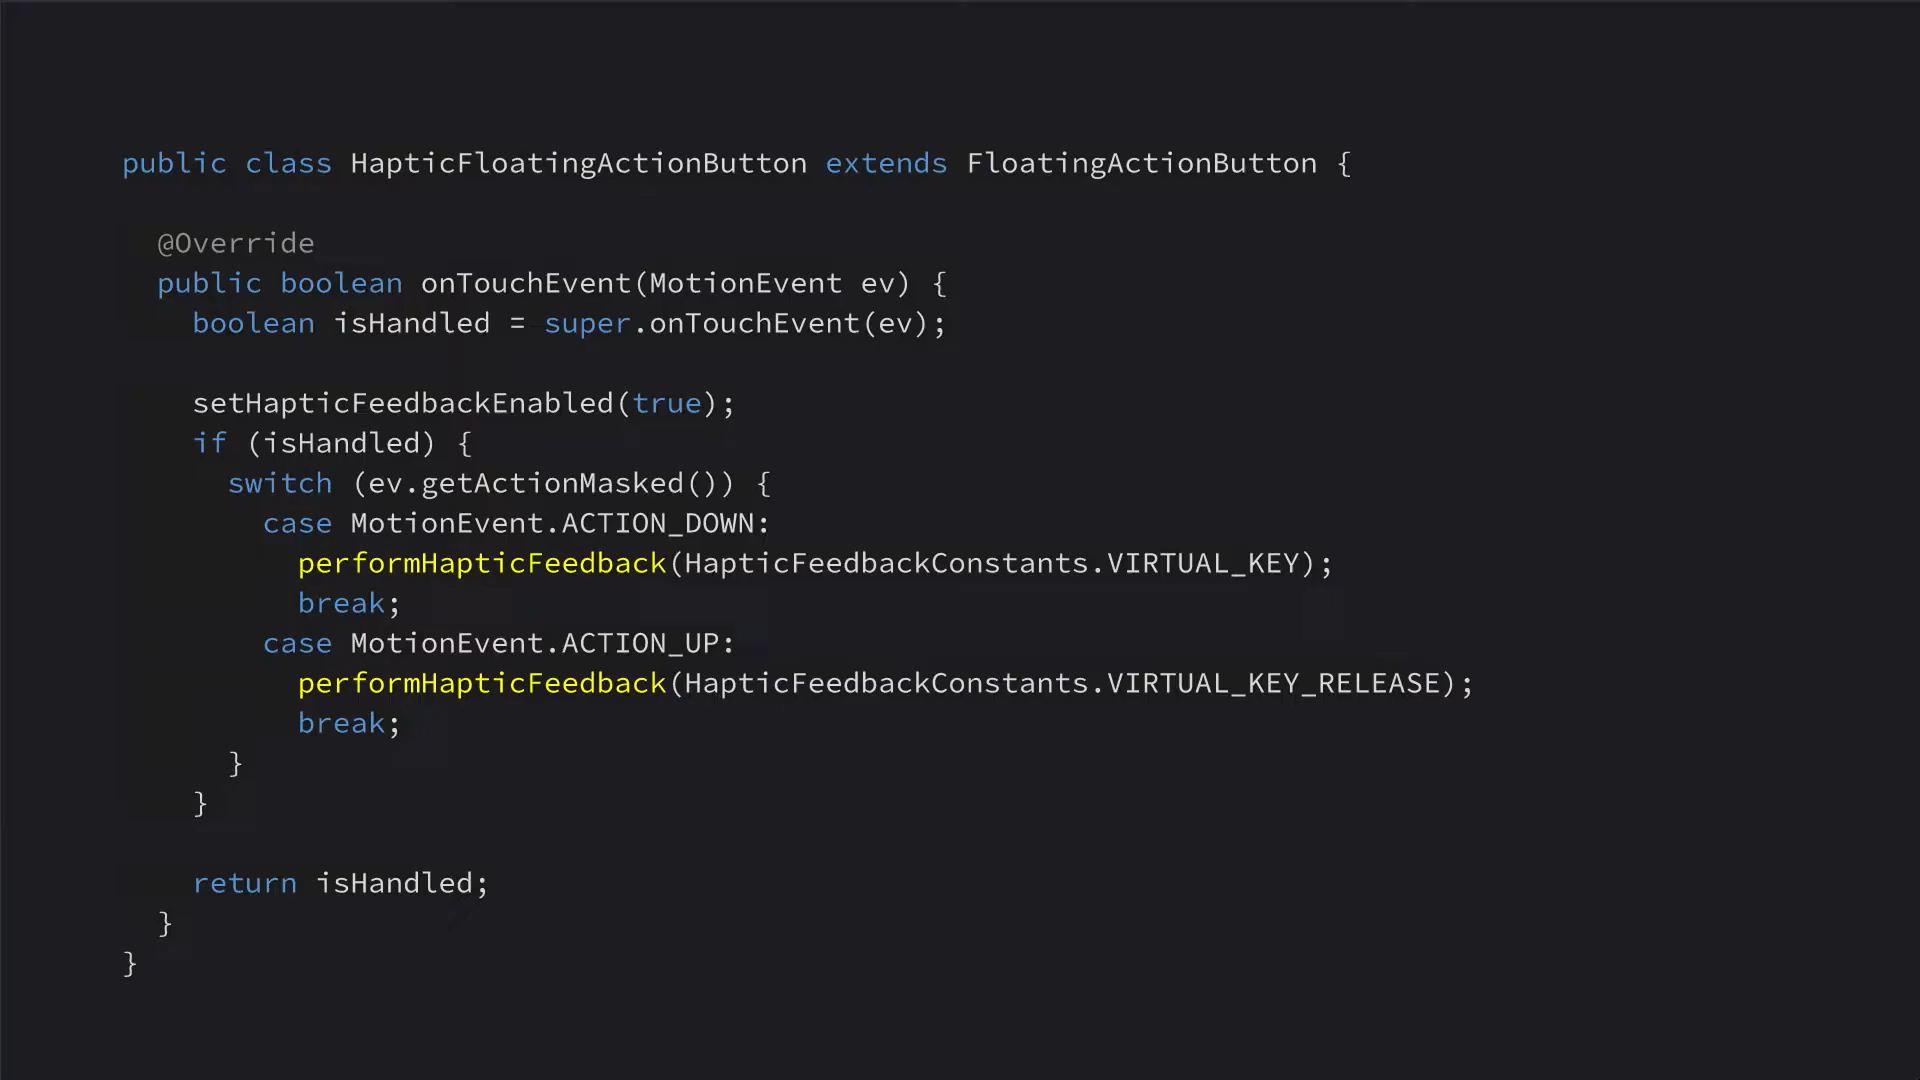 public class HapticFloatingActionButton extends FloatingActionButton {
@Override
public boolean onTouchEvent(MotionEvent ev) {
boolean isHandled = super.onTouchEvent(ev);
setHapticFeedbackEnabled(true);
if (isHandled) {
switch (ev.getActionMasked()) {
case MotionEvent.ACTION_DOWN:
performHapticFeedback(HapticFeedbackConstants.VIRTUAL_KEY);
break;
case MotionEvent.ACTION_UP:
performHapticFeedback(HapticFeedbackConstants.VIRTUAL_KEY_RELEASE);
break;
}
}
return isHandled;
}
}